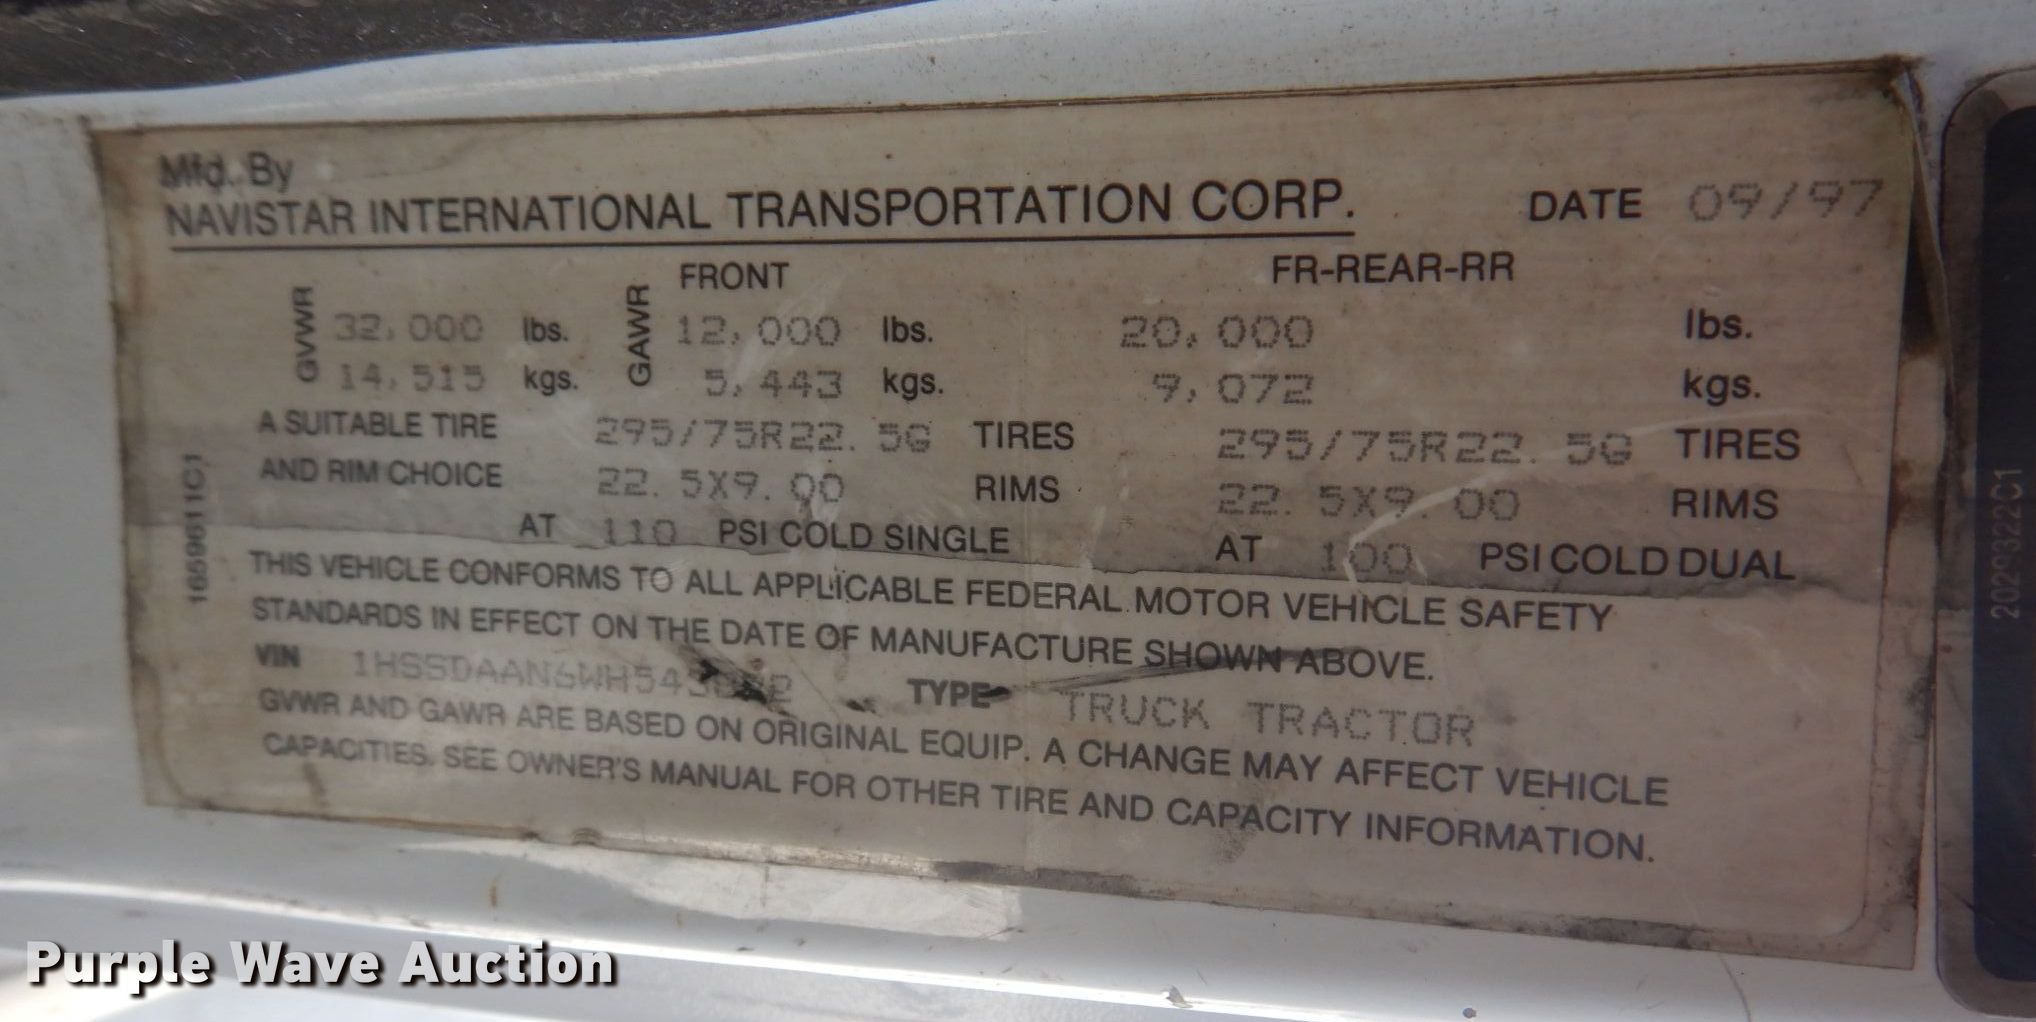 Mfd. By
NAVISTAR INTERNATIONAL TRANSPORTATION CORP. DATE 09/97
FRONT FR-REAR-RR
GVWR 32,000 lbs. GAWR 12,000 lbs. 20,000 lbs.
14,515 kgs. 5,443 kgs. 9,072 kgs.
A SUITABLE TIRE 295/75R22.5G TIRES 295/75R22.5G TIRES
AND RIM CHOICE 22.5X9.00 RIMS 22.5X9.00 RIMS
AT 110 PSI COLD SINGLE AT 100 PSI COLD DUAL
THIS VEHICLE CONFORMS TO ALL APPLICABLE FEDERAL MOTOR VEHICLE SAFETY
STANDARDS IN EFFECT ON THE DATE OF MANUFACTURE SHOWN ABOVE.
VIN TYPE TRUCK TRACTOR
GVWR AND GAWR ARE BASED ON ORIGINAL EQUIP. A CHANGE MAY AFFECT VEHICLE
CAPACITIES. SEE OWNER'S MANUAL FOR OTHER TIRE AND CAPACITY INFORMATION.
1659611C1
2029322C1
Purple Wave Auction